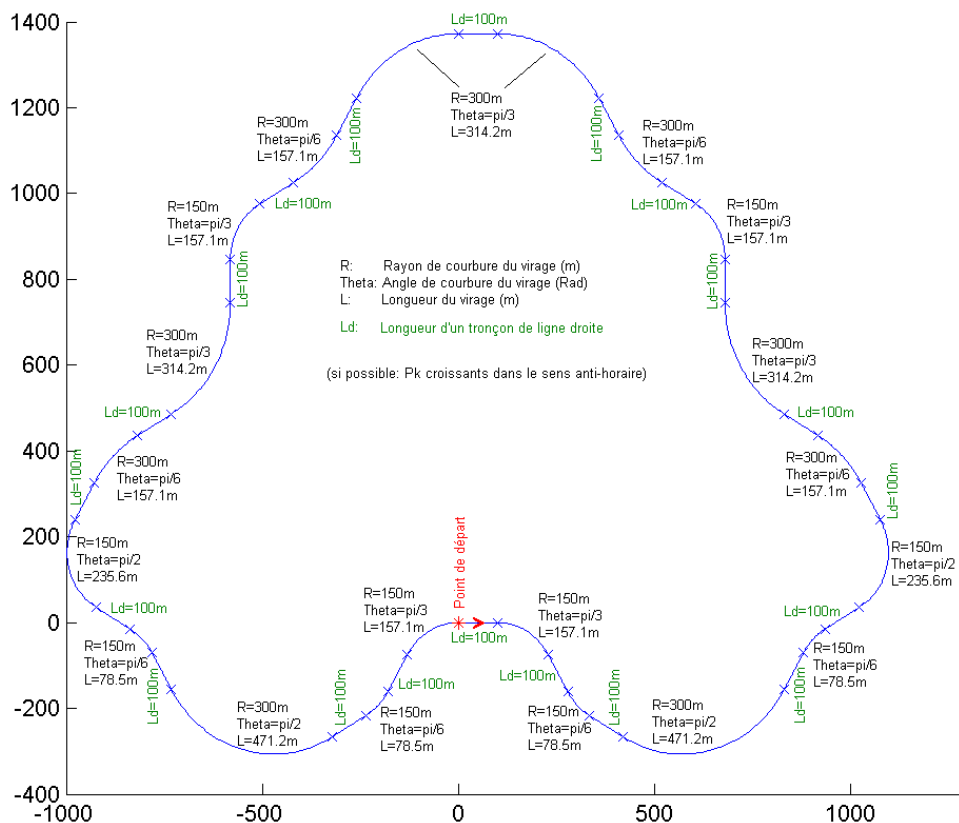 Ld=100m
1400
R=300m
Theta=pi/3
L=314.2m
1200
R=300m
Theta=pi/6
L=157.1m
Ld=100m
Ld=100m
R=300m
Theta=pi/6
L=157.1m
1000
Ld=100m
Ld=100m
R=150m
Theta=pi/3
L=157.1m
R=150m
Theta=pi/3
L=157.1m
800
Ld=100m
Ld=100m
R: Rayon de courbure du virage (m)
Theta: Angle de courbure du virage (Rad)
L: Longueur du virage (m)
Ld: Longueur d'un tronçon de ligne droite
(si possible: Pk croissants dans le sens anti-horaire)
600
R=300m
Theta=pi/3
L=314.2m
R=300m
Theta=pi/3
L=314.2m
Ld=100m
Ld=100m
400
Ld=100m
R=300m
Theta=pi/6
L=157.1m
R=300m
Theta=pi/6
L=157.1m
Ld=100m
200
R=150m
Theta=pi/2
L=235.6m
Point de départ
R=150m
Theta=pi/2
L=235.6m
Ld=100m
R=150m
Theta=pi/3
L=157.1m
R=150m
Theta=pi/3
L=157.1m
Ld=100m
0
Ld=100m
R=150m
Theta=pi/6
L=78.5m
Ld=100m
Ld=100m
Ld=100m
Ld=100m
Ld=100m
Ld=100m
Ld=100m
R=150m
Theta=pi/6
L=78.5m
-200
R=300m
Theta=pi/2
L=471.2m
R=150m
Theta=pi/6
L=78.5m
R=150m
Theta=pi/6
L=78.5m
R=300m
Theta=pi/2
L=471.2m
-400
-1000
-500
0
500
1000